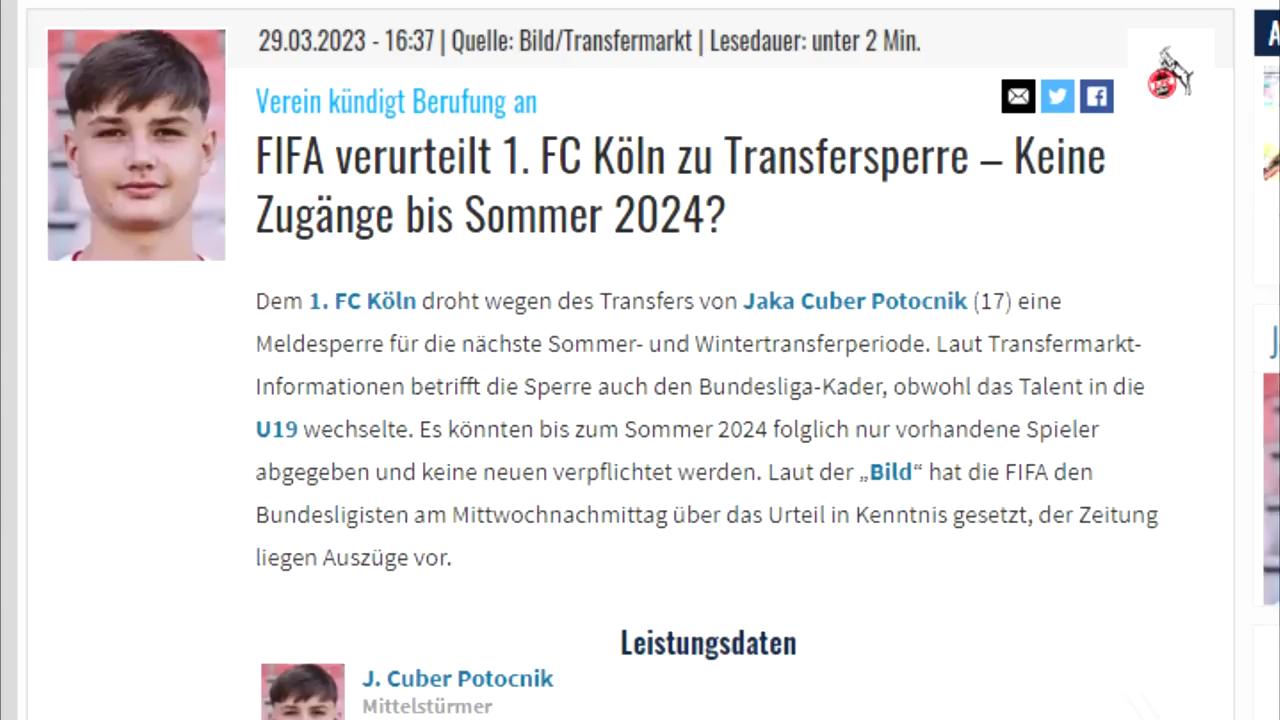 29.03.2023 - 16:37 | Quelle: Bild/Transfermarkt | Lesedauer: unter 2 Min.
Verein kündigt Berufung an
FIFA verurteilt 1. FC Köln zu Transfersperre – Keine
Zugänge bis Sommer 2024?
Dem 1. FC Köln droht wegen des Transfers von Jaka Cuber Potocnik (17) eine
Meldesperre für die nächste Sommer- und Wintertransferperiode. Laut Transfermarkt-
Informationen betrifft die Sperre auch den Bundesliga-Kader, obwohl das Talent in die
U19 wechselte. Es könnten bis zum Sommer 2024 folglich nur vorhandene Spieler
abgegeben und keine neuen verpflichtet werden. Laut der „Bild“ hat die FIFA den
Bundesligisten am Mittwochnachmittag über das Urteil in Kenntnis gesetzt, der Zeitung
liegen Auszüge vor.
Leistungsdaten
J. Cuber Potocnik
Mittelstürmer